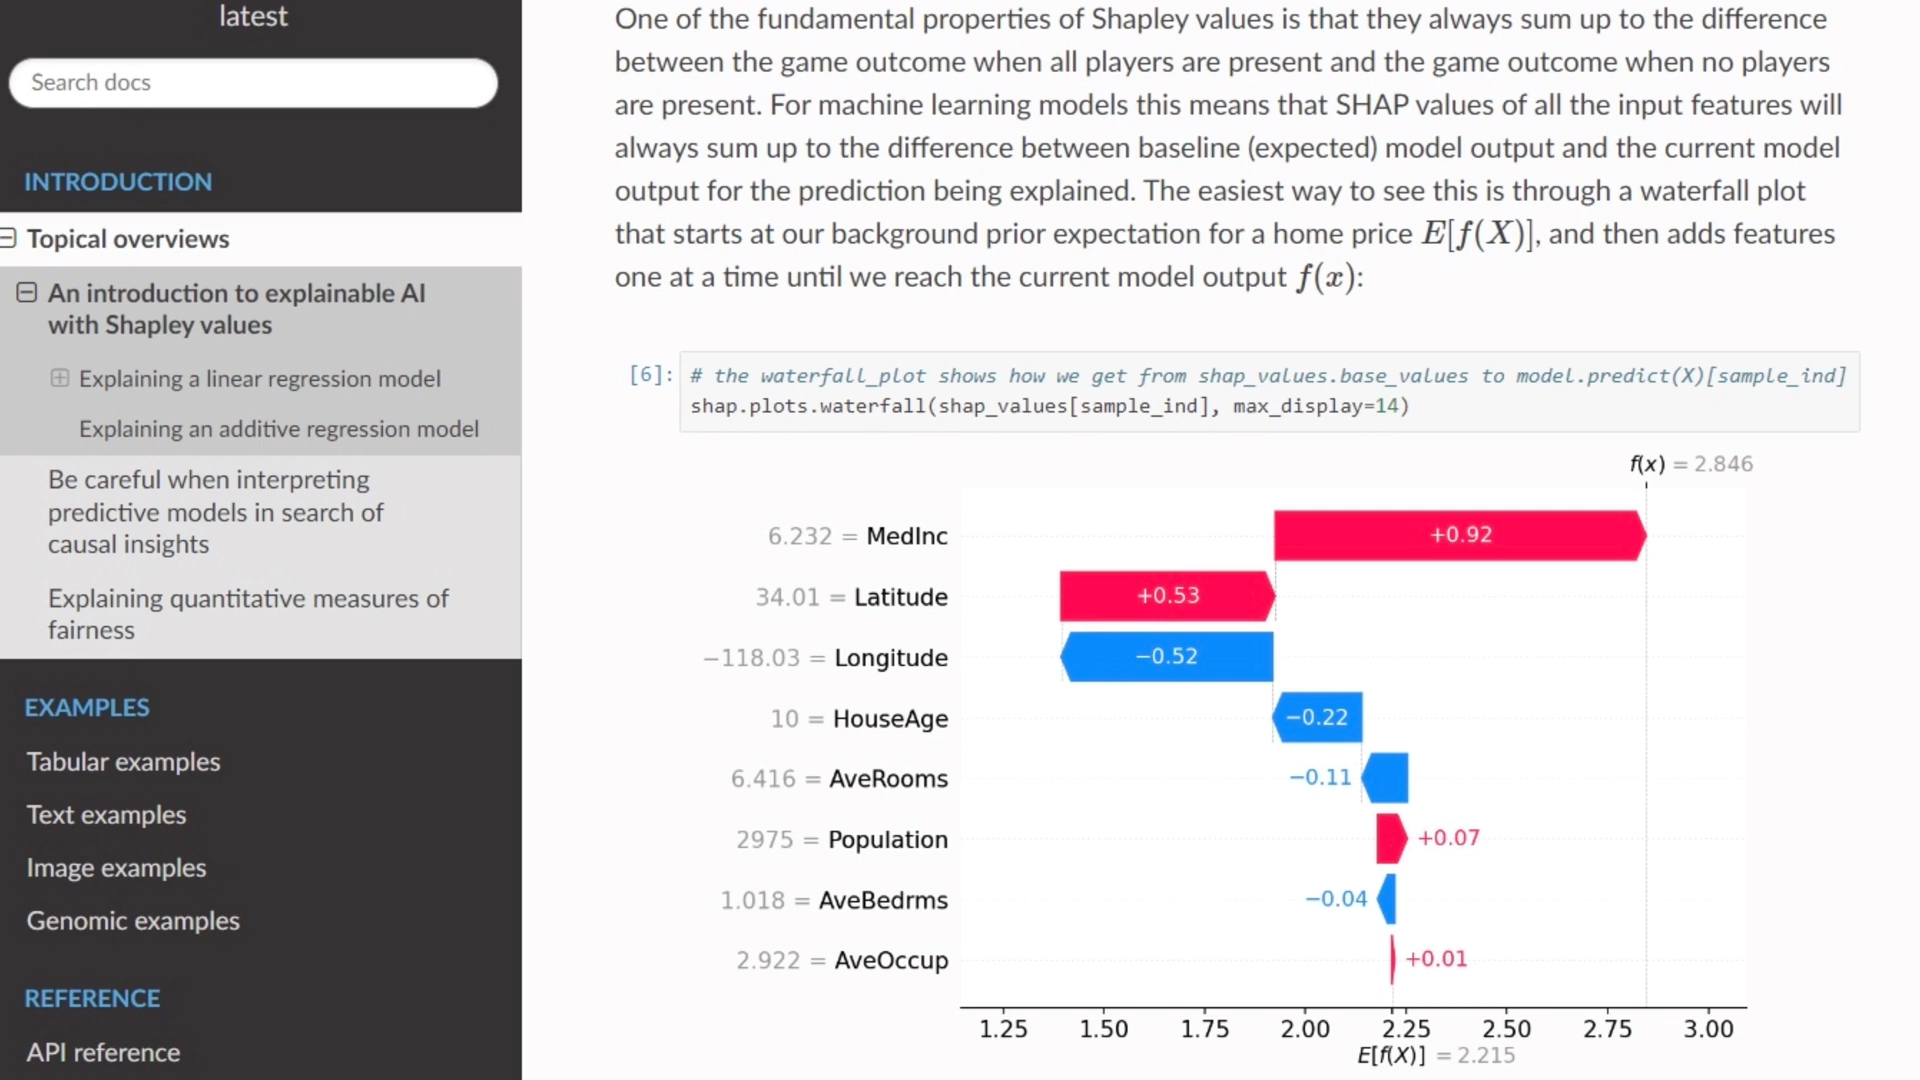 latest
Search docs
INTRODUCTION
Topical overviews
An introduction to explainable AI
with Shapley values
Explaining a linear regression model
Explaining an additive regression model
Be careful when interpreting
predictive models in search of
causal insights
Explaining quantitative measures of
fairness
EXAMPLES
Tabular examples
Text examples
Image examples
Genomic examples
REFERENCE
API reference
One of the fundamental properties of Shapley values is that they always sum up to the difference
between the game outcome when all players are present and the game outcome when no players
are present. For machine learning models this means that SHAP values of all the input features will
always sum up to the difference between baseline (expected) model output and the current model
output for the prediction being explained. The easiest way to see this is through a waterfall plot
that starts at our background prior expectation for a home price E[f(X)], and then adds features
one at a time until we reach the current model output f(x):
[6]: # the waterfall_plot shows how we get from shap_values.base_values to model.predict(X)[sample_ind]
shap.plots.waterfall(shap_values[sample_ind], max_display=14)
f(x) = 2.846
6.232 = MedInc +0.92
34.01 = Latitude +0.53
−118.03 = Longitude −0.52
10 = HouseAge −0.22
6.416 = AveRooms −0.11
2975 = Population +0.07
1.018 = AveBedrms −0.04
2.922 = AveOccup +0.01
1.25 1.50 1.75 2.00 2.25 2.50 2.75 3.00
E[f(X)] = 2.215